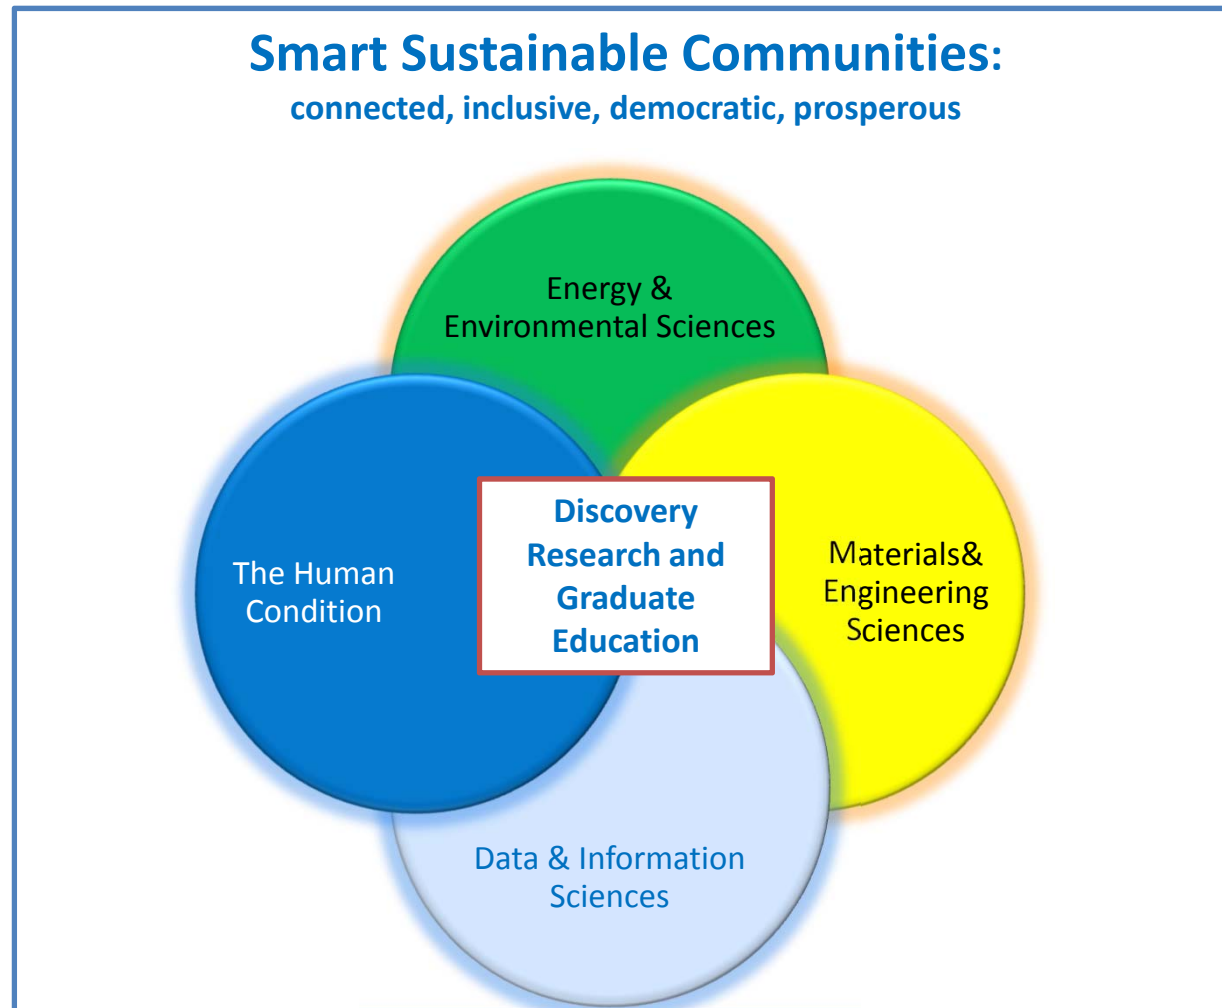 Smart Sustainable Communities:
connected, inclusive, democratic, prosperous
Energy &
Environmental Sciences
The Human
Condition
Discovery
Research and
Graduate
Education
Materials&
Engineering
Sciences
Data & Information
Sciences